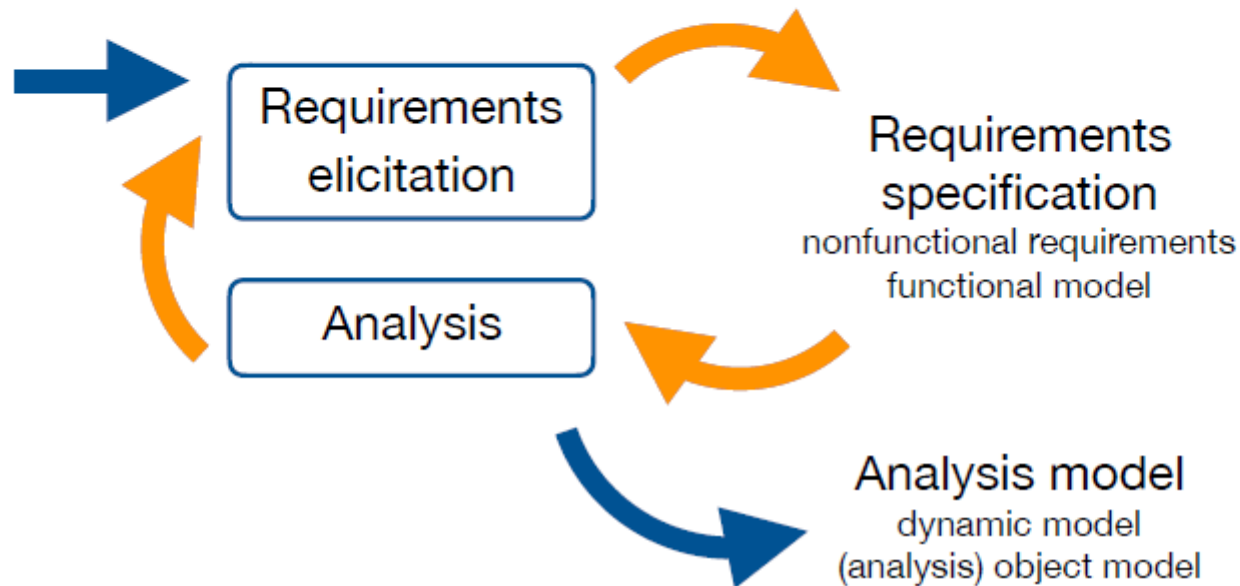 Requirements
elicitation
Requirements
specification
nonfunctional requirements
functional model
Analysis
Analysis model
dynamic model
(analysis) object model